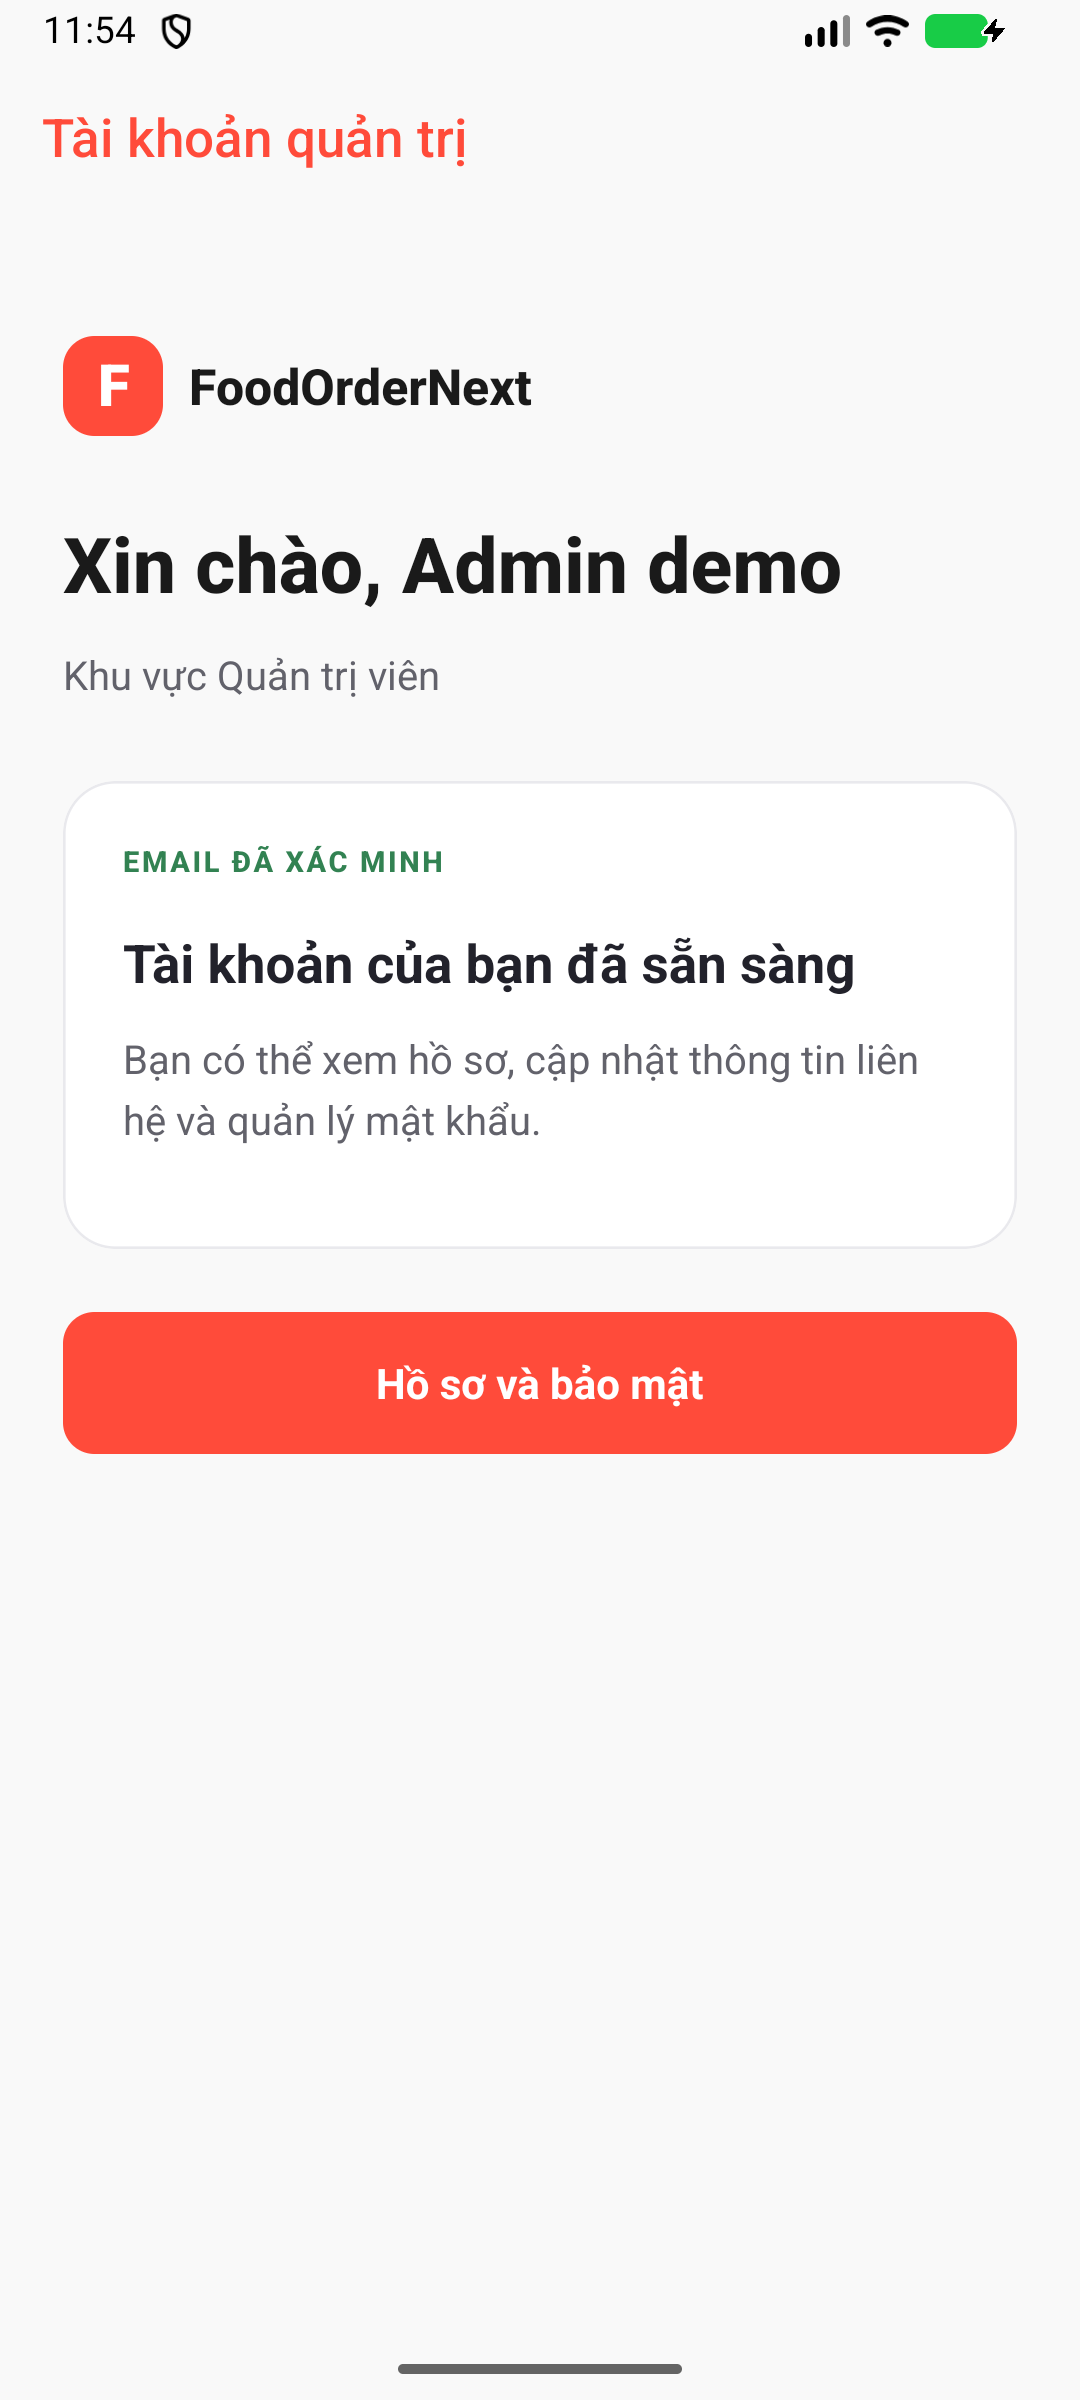 11:54
Tài khoản quản trị
F FoodOrderNext
Xin chào, Admin demo
Khu vực Quản trị viên
EMAIL ĐÃ XÁC MINH
Tài khoản của bạn đã sẵn sàng
Bạn có thể xem hồ sơ, cập nhật thông tin liên
hệ và quản lý mật khẩu.
Hồ sơ và bảo mật